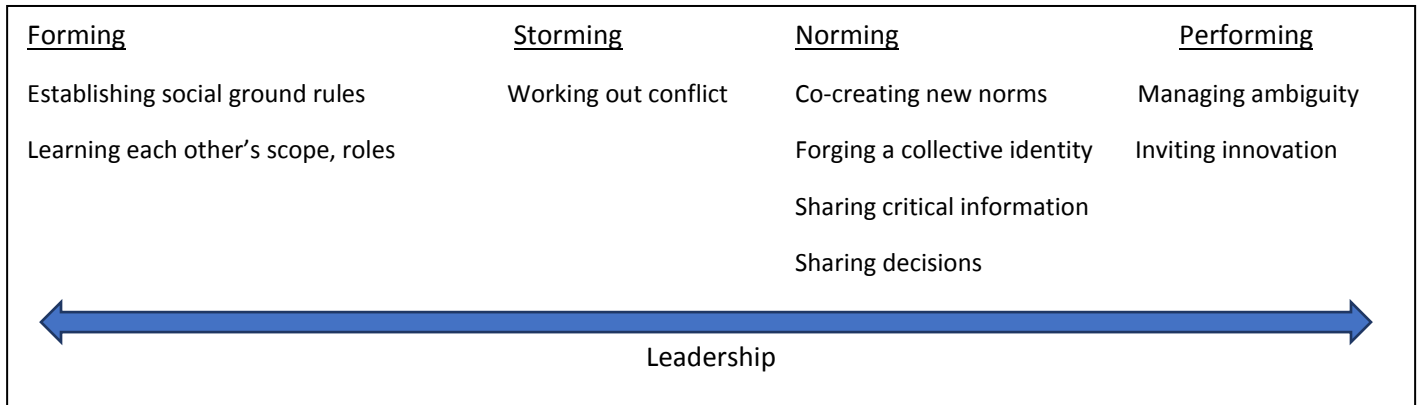 Forming Storming Norming Performing
Establishing social ground rules Working out conflict Co-creating new norms Managing ambiguity
Learning each other’s scope, roles Forging a collective identity Inviting innovation
Sharing critical information
Sharing decisions
Leadership